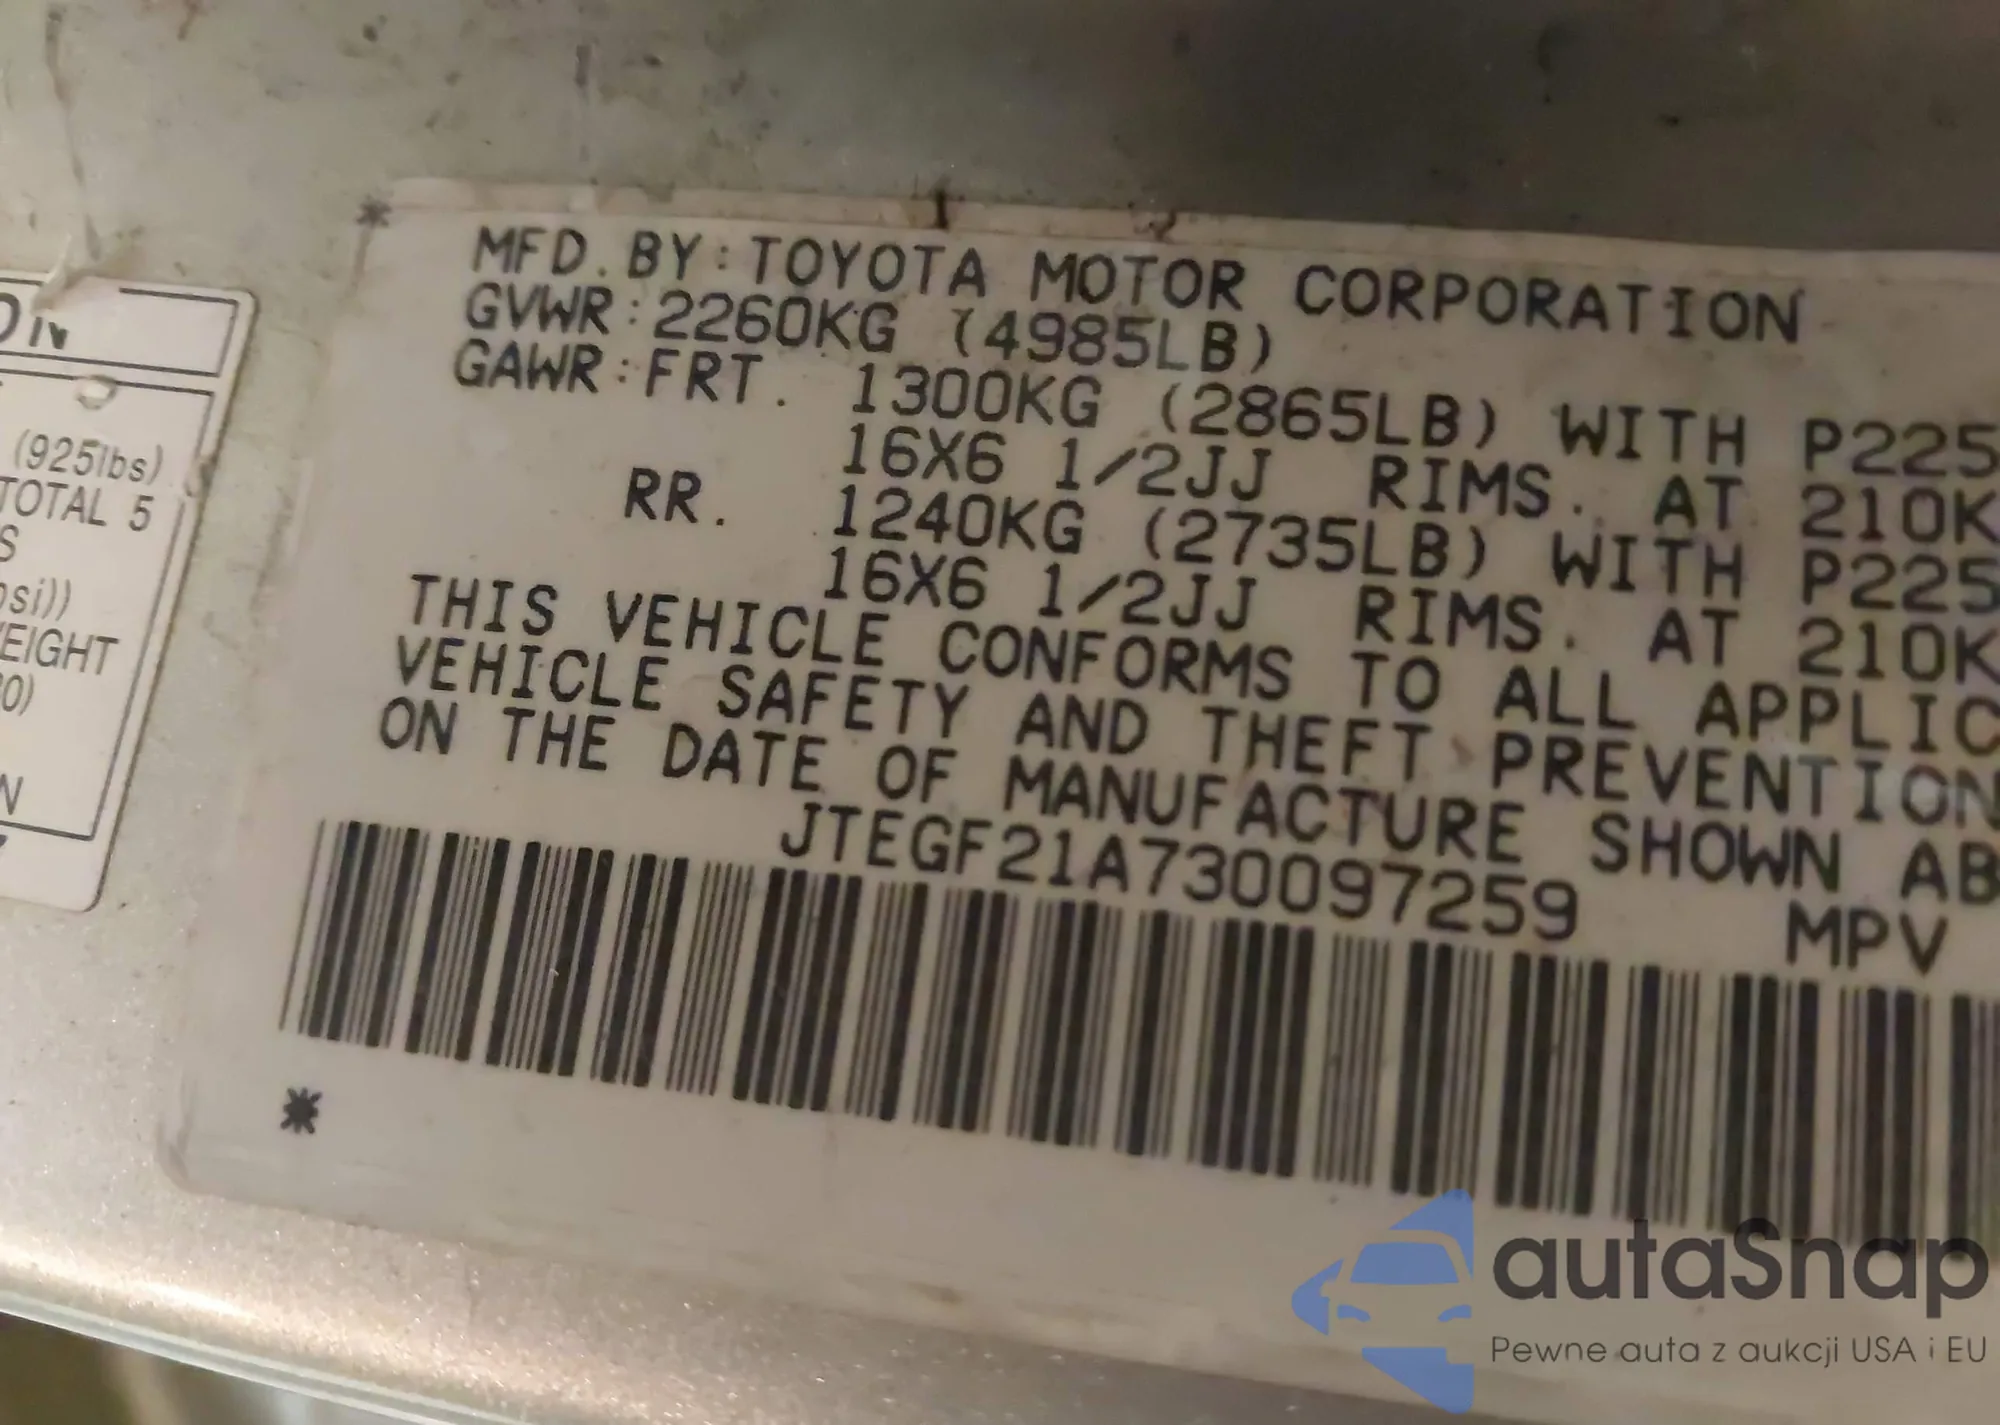 (925lbs)
TOTAL 5
S
EIGHT
N
MFD. BY: TOYOTA MOTOR CORPORATION
GVWR: 2260KG (4985LB)
GAWR: FRT. 1300KG (2865LB) WITH P225
16X6 1/2JJ RIMS. AT 210K
RR. 1240KG (2735LB) WITH P225
16X6 1/2JJ RIMS. AT 210K
THIS VEHICLE CONFORMS TO ALL APPLIC
VEHICLE SAFETY AND THEFT PREVENTION
ON THE DATE OF MANUFACTURE SHOWN AB
JTEGF21A730097259 MPV
autaSnap
Pewne auta z aukcji USA i EU